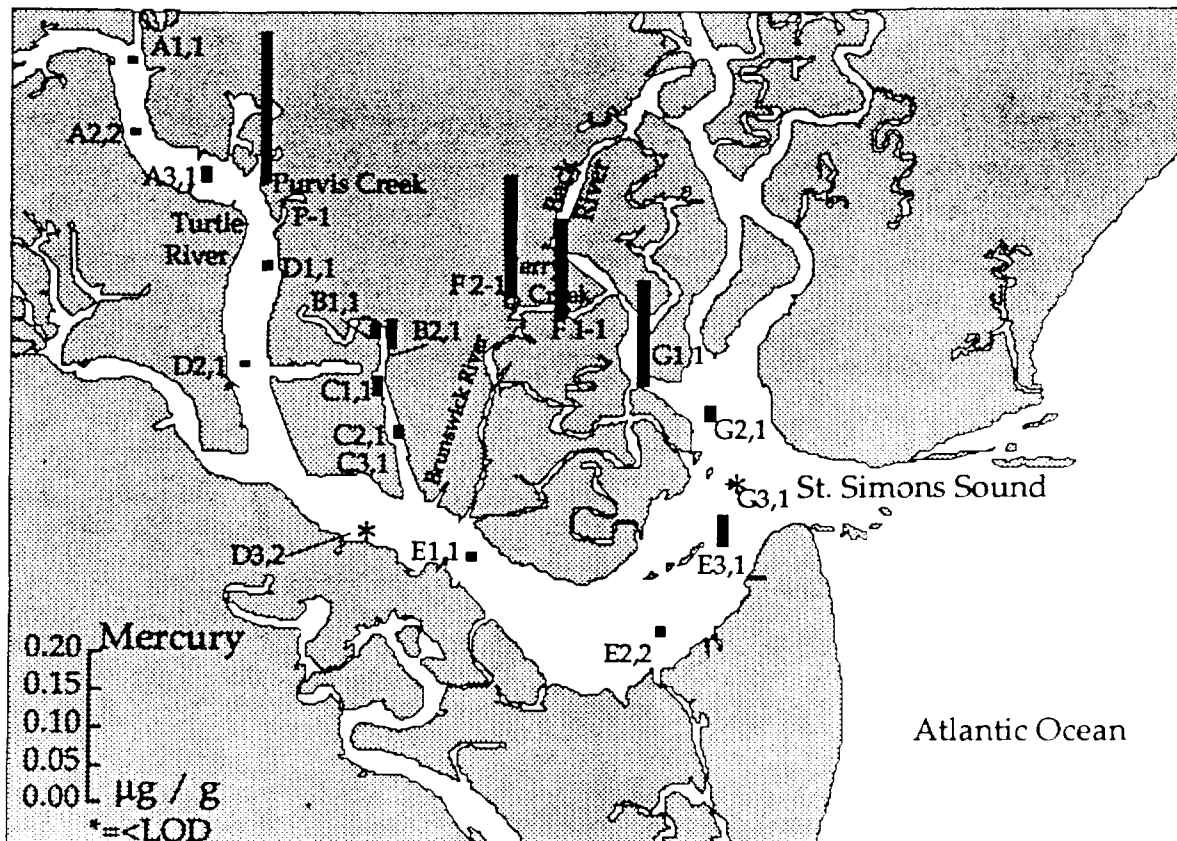 A1,1
A2,2
A3,1
Purvis Creek
P-1
Turtle
River
D1,1
B1,1
B2,1
D2,1
C1,1
C2,1
C3,1
Brunswick River
Back
River
F2-1
Creek
F1-1
G1,1
G2,1
G3,1
St. Simons Sound
D3,2
E1,1
E3,1
E2,2
Mercury
0.20
0.15
0.10
0.05
0.00
µg / g
*=<LOD
Atlantic Ocean